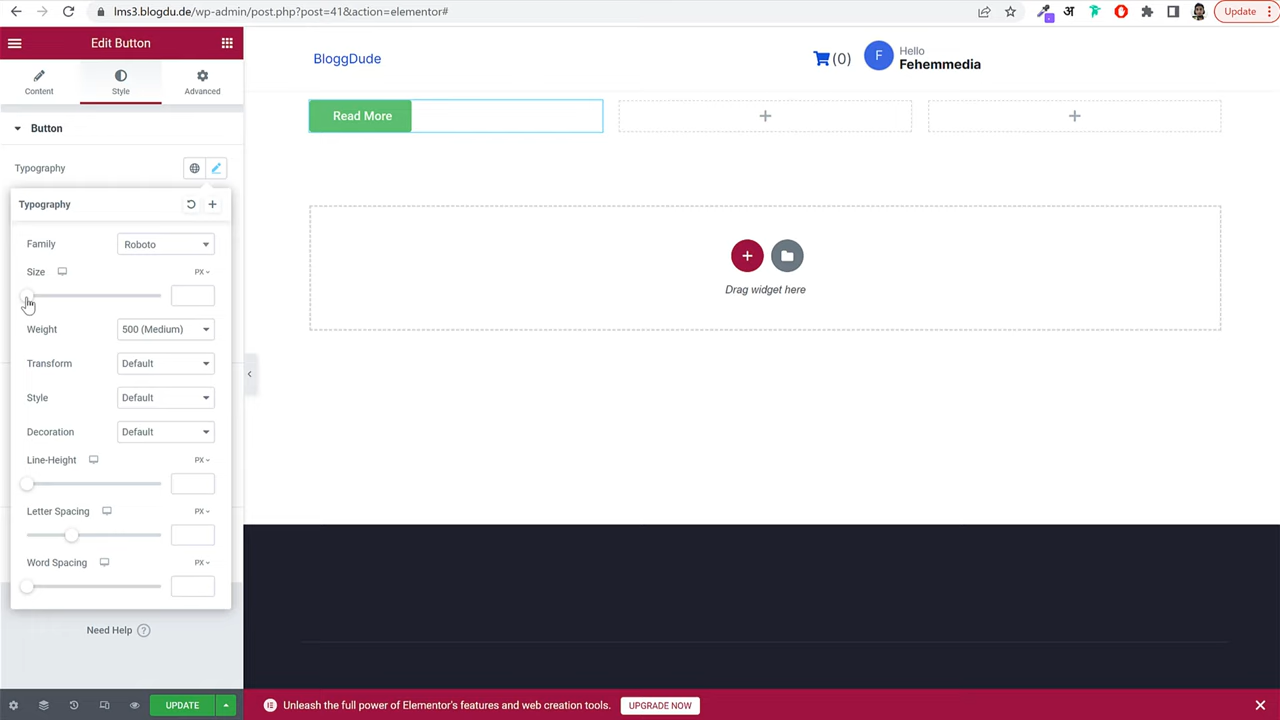 lms3.blogdu.de/wp-admin/post.php?post=41&action=elementor#
अ
Update
Edit Button
Content
Style
Advanced
Button
Typography
Typography
Family
Roboto
Size
PX
Weight
500 (Medium)
Transform
Default
Style
Default
Decoration
Default
Line-Height
PX
Letter Spacing
PX
Word Spacing
PX
Need Help ?
UPDATE
BloggDude
(0)
F
Hello
Fehemmedia
Read More
Drag widget here
Unleash the full power of Elementor's features and web creation tools.
UPGRADE NOW